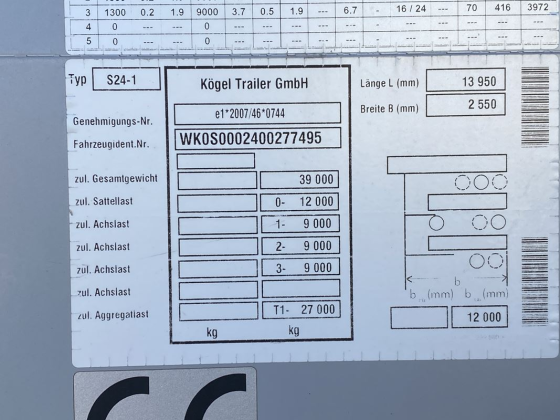 3 1300 0.2 1.9 9000 3.7 0.5 1.9 --- 6.7 - 16 / 24 --- 70 416 3972
4 0 --- --- 0 --- --- --- --- --- - --- --- --- --- ---
5 0 --- --- 0 --- --- --- --- --- - --- --- --- --- ---
Typ S24-1
Kögel Trailer GmbH
Länge L (mm) 13 950
Breite B (mm) 2 550
Genehmigungs-Nr. e1*2007/46*0744
Fahrzeugident.Nr. WK0S0002400277495
zul. Gesamtgewicht 39 000
zul. Sattellast 0- 12 000
zul. Achslast 1- 9 000
zul. Achslast 2- 9 000
zul. Achslast 3- 9 000
zul. Achslast
zul. Aggregatlast T1- 27 000
kg kg
b
b (mm) b (mm)
12 000
CE